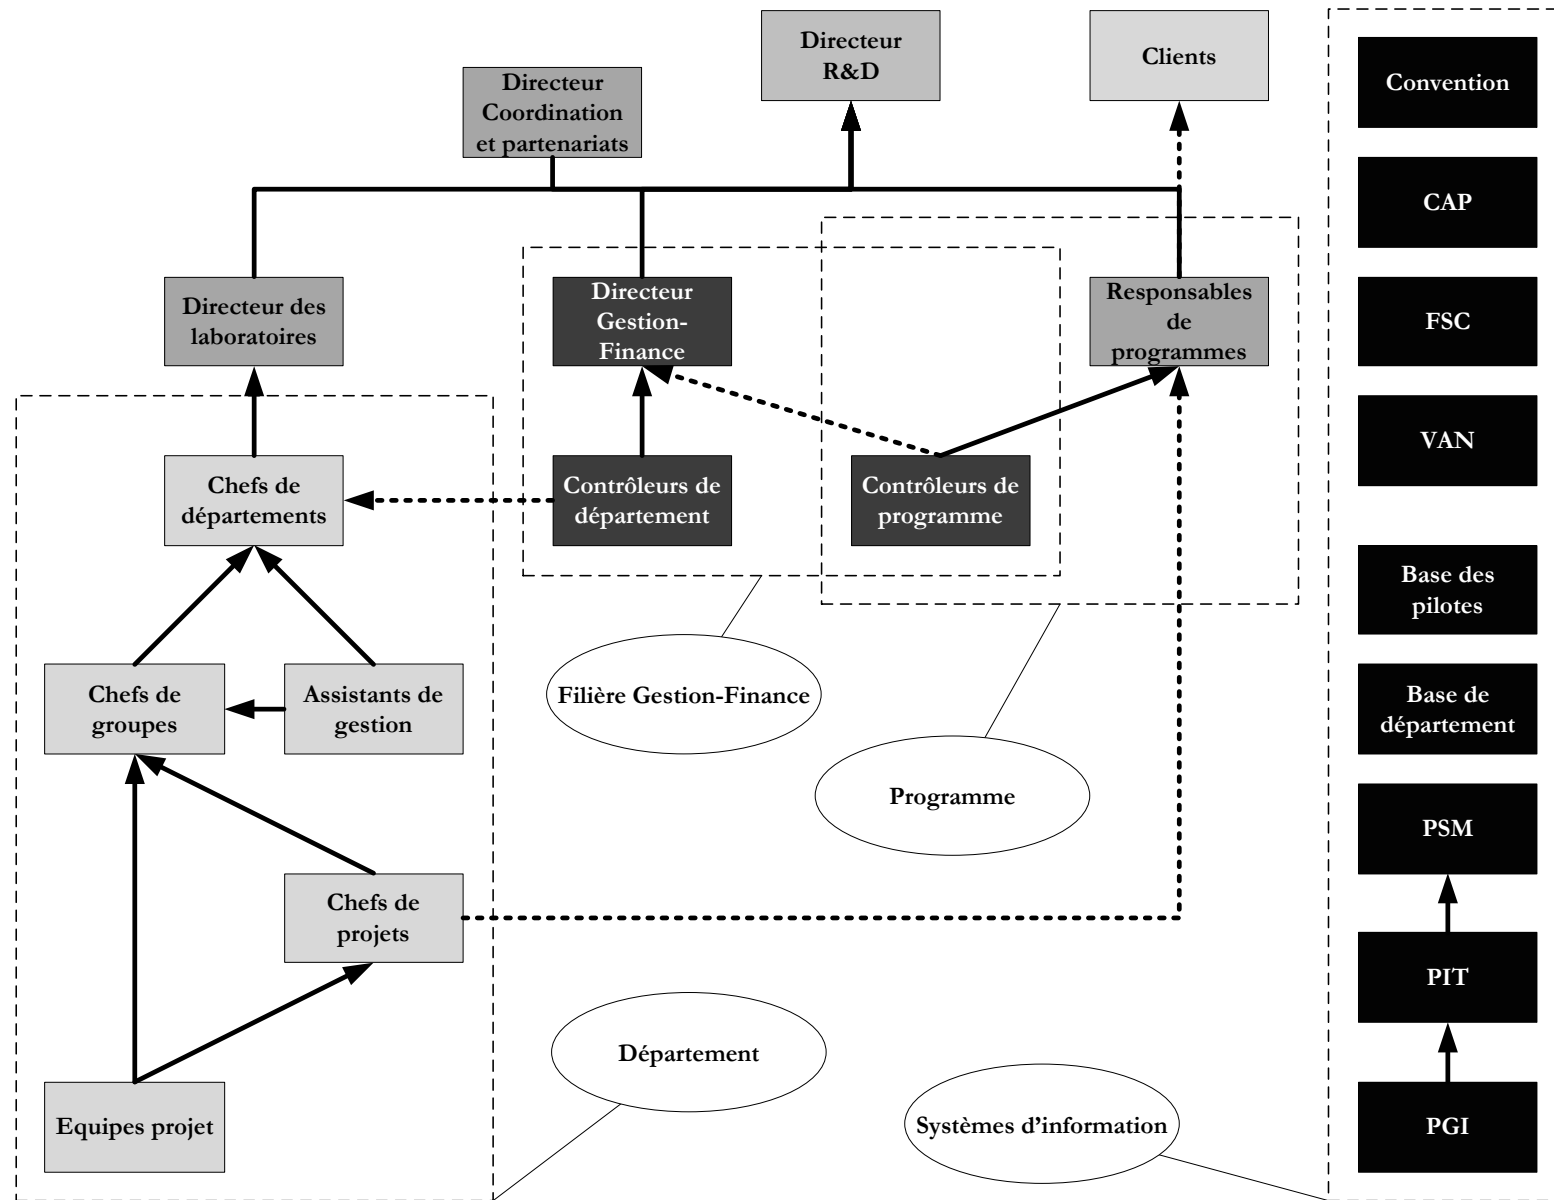 Directeur
R&D
Clients
Directeur
Coordination
et partenariats
Convention
CAP
Directeur des
laboratoires
Directeur
Gestion-
Finance
Responsables
de
programmes
FSC
VAN
Chefs de
départements
Contrôleurs de
département
Contrôleurs de
programme
Base des
pilotes
Chefs de
groupes
Assistants de
gestion
Filière Gestion-Finance
Base de
département
Programme
PSM
Chefs de
projets
PIT
Département
Equipes projet
Systèmes d'information
PGI